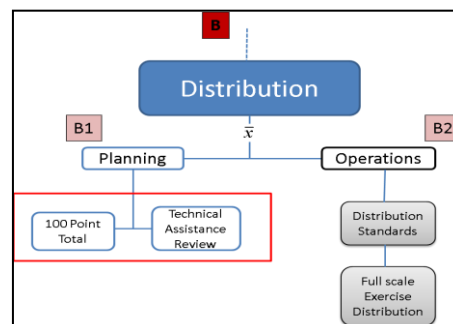 B
Distribution
x̄
B1
B2
Planning
Operations
100 Point
Total
Technical
Assistance
Review
Distribution
Standards
Full scale
Exercise
Distribution